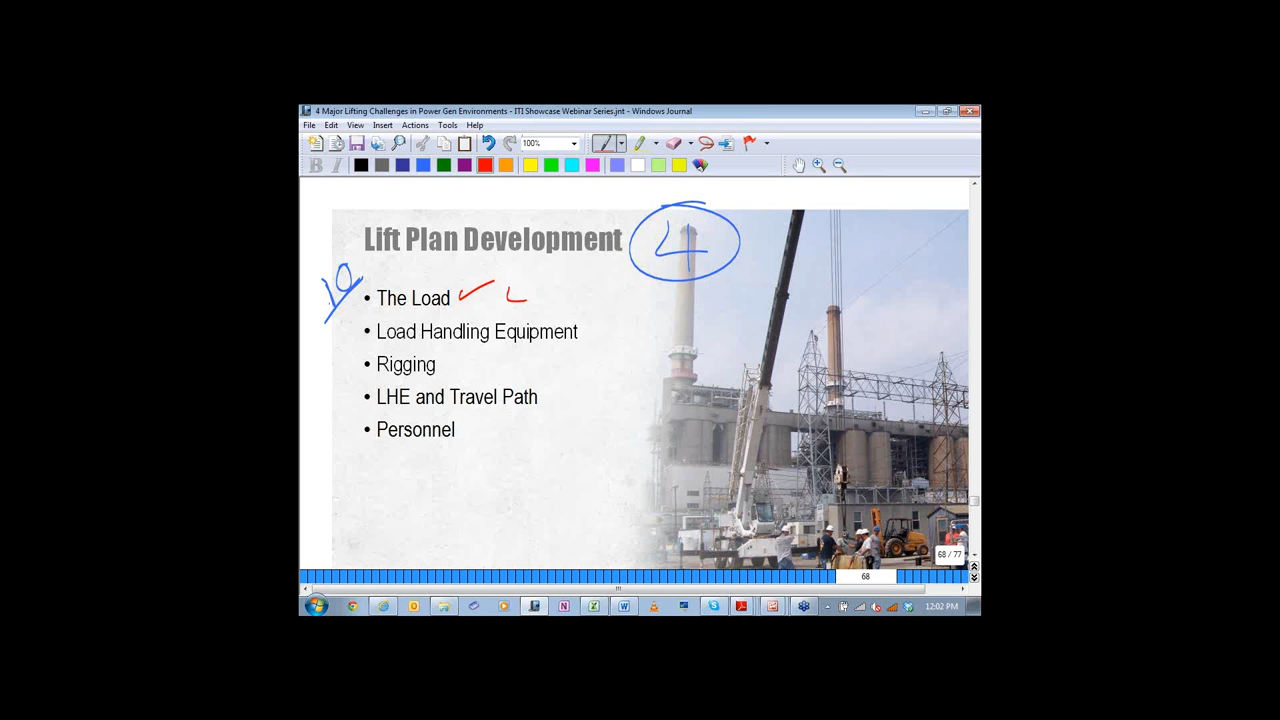 4 Major Lifting Challenges in Power Gen Environments - ITI Showcase Webinar Series.jnt - Windows Journal
File Edit View Insert Actions Tools Help
100%
B I
Lift Plan Development 4
• The Load
• Load Handling Equipment
• Rigging
• LHE and Travel Path
• Personnel
68 / 77
68
12:02 PM